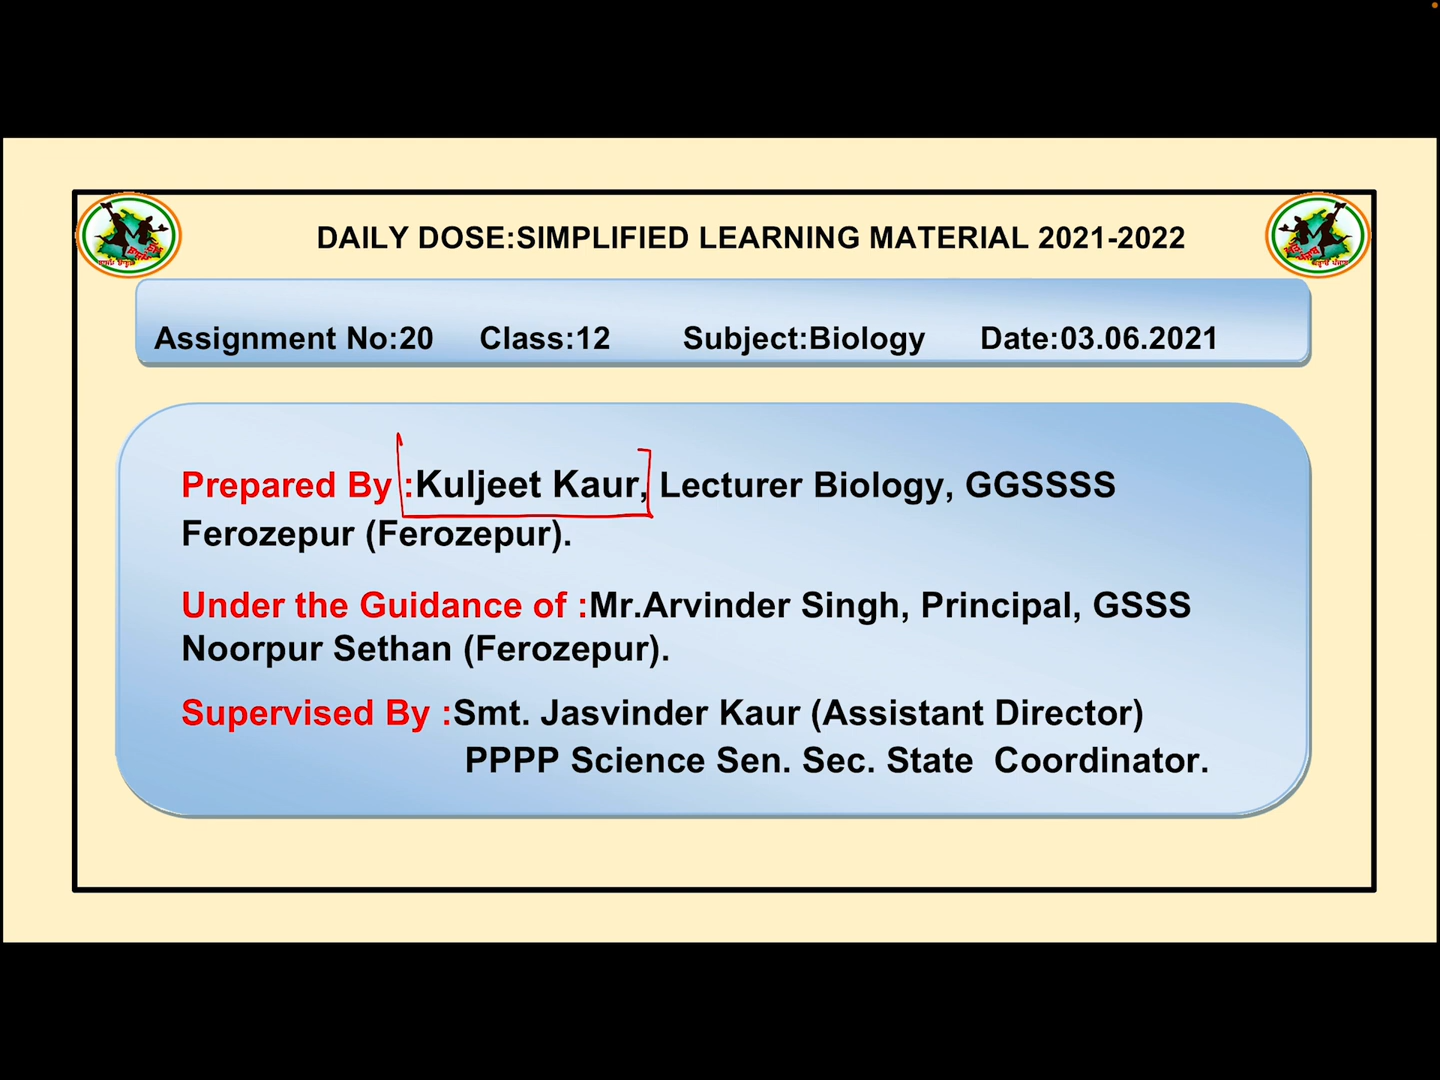 DAILY DOSE:SIMPLIFIED LEARNING MATERIAL 2021-2022
Assignment No:20 Class:12 Subject:Biology Date:03.06.2021
Prepared By :Kuljeet Kaur, Lecturer Biology, GGSSSS
Ferozepur (Ferozepur).
Under the Guidance of :Mr.Arvinder Singh, Principal, GSSS
Noorpur Sethan (Ferozepur).
Supervised By :Smt. Jasvinder Kaur (Assistant Director)
PPPP Science Sen. Sec. State Coordinator.